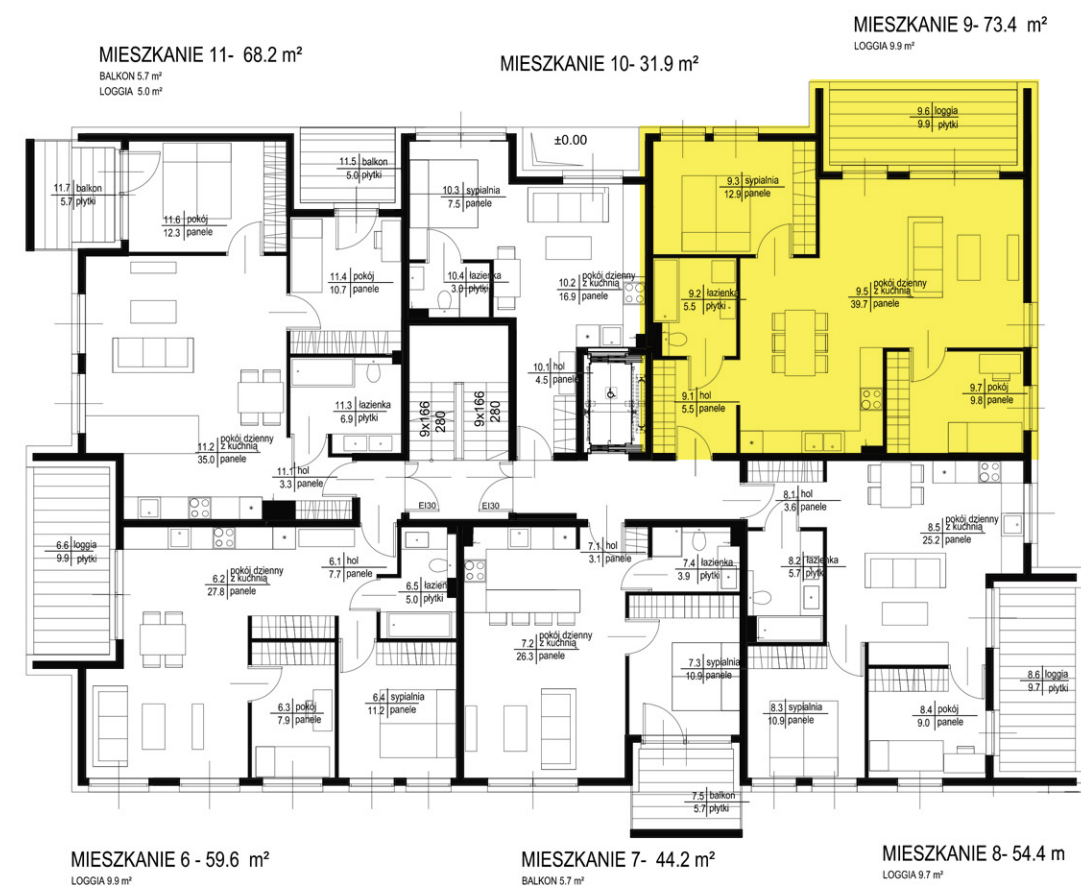 MIESZKANIE 9- 73.4 m²
LOGGIA 9.9 m²
MIESZKANIE 11- 68.2 m²
BALKON 5.7 m²
LOGGIA 5.0 m²
MIESZKANIE 10- 31.9 m²
9.6 loggia
9.9 płytki
±0.00
11.5 balkon
5.0 płytki
11.7 balkon
5.7 płytki
11.6 pokój
12.3 panele
10.3 sypialnia
7.5 panele
9.3 sypialnia
12.9 panele
11.4 pokój
10.7 panele
10.4 łazienka
3.0 płytki
pokój dzienny
10.2 z kuchnią
16.9 panele
9.2 łazienka
5.5 płytki
pokój dzienny
9.5 z kuchnią
39.7 panele
10.1 hol
4.5 panele
9.7 pokój
9.8 panele
9.1 hol
5.5 panele
11.3 łazienka
6.9 płytki
9x166
280
9x166
280
pokój dzienny
11.2 z kuchnią
35.0 panele
11.1 hol
3.3 panele
EI30
EI30
8.1 hol
3.6 panele
pokój dzienny
8.5 z kuchnią
25.2 panele
6.6 loggia
9.9 płytki
6.1 hol
7.7 panele
pokój dzienny
6.2 z kuchnią
27.8 panele
6.5 łazien
5.0 płytki
7.1 hol
3.1 panele
7.4 łazienka
3.9 płytki
8.2 łazienka
5.7 płytki
pokój dzienny
7.2 z kuchnią
26.3 panele
7.3 sypialnia
10.9 panele
8.6 loggia
9.7 płytki
6.3 pokój
7.9 panele
6.4 sypialnia
11.2 panele
8.3 sypialnia
10.9 panele
8.4 pokój
9.0 panele
7.5 balkon
5.7 płytki
MIESZKANIE 6 - 59.6 m²
LOGGIA 9.9 m²
MIESZKANIE 7- 44.2 m²
BALKON 5.7 m²
MIESZKANIE 8- 54.4 m
LOGGIA 9.7 m²